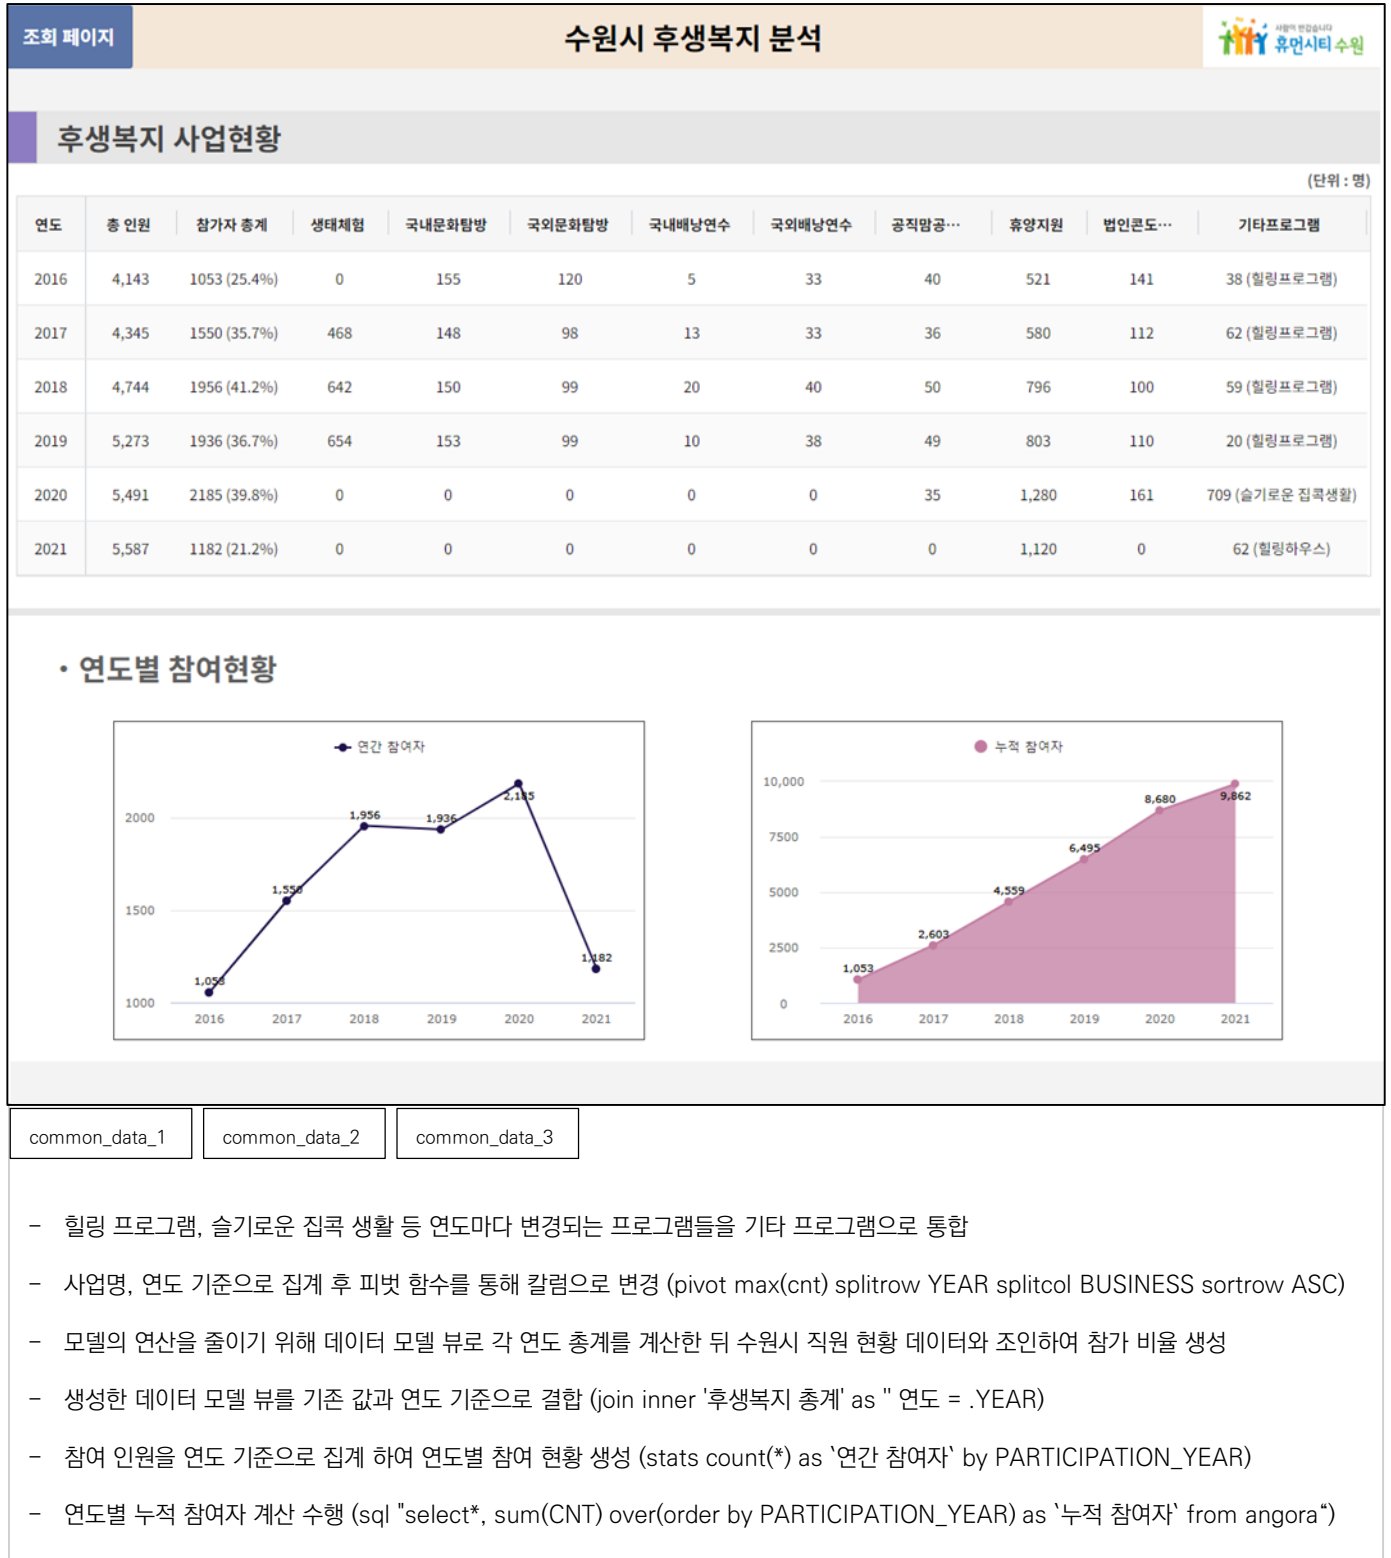 조회 페이지
수원시 후생복지 분석
사람이 반갑습니다
휴먼시티 수원
후생복지 사업현황
(단위 : 명)
연도 총 인원 참가자 총계 생태체험 국내문화탐방 국외문화탐방 국내배낭연수 국외배낭연수 공직맘공··· 휴양지원 법인콘도··· 기타프로그램
2016 4,143 1053 (25.4%) 0 155 120 5 33 40 521 141 38 (힐링프로그램)
2017 4,345 1550 (35.7%) 468 148 98 13 33 36 580 112 62 (힐링프로그램)
2018 4,744 1956 (41.2%) 642 150 99 20 40 50 796 100 59 (힐링프로그램)
2019 5,273 1936 (36.7%) 654 153 99 10 38 49 803 110 20 (힐링프로그램)
2020 5,491 2185 (39.8%) 0 0 0 0 0 35 1,280 161 709 (슬기로운 집콕생활)
2021 5,587 1182 (21.2%) 0 0 0 0 0 0 1,120 0 62 (힐링하우스)
· 연도별 참여현황
연간 참여자
2000
1500
1000
1,053
1,550
1,956
1,936
2,185
1,182
2016 2017 2018 2019 2020 2021
누적 참여자
10,000
7500
5000
2500
0
1,053
2,603
4,559
6,495
8,680
9,862
2016 2017 2018 2019 2020 2021
common_data_1 common_data_2 common_data_3
- 힐링 프로그램, 슬기로운 집콕 생활 등 연도마다 변경되는 프로그램들을 기타 프로그램으로 통합
- 사업명, 연도 기준으로 집계 후 피벗 함수를 통해 칼럼으로 변경 (pivot max(cnt) splitrow YEAR splitcol BUSINESS sortrow ASC)
- 모델의 연산을 줄이기 위해 데이터 모델 뷰로 각 연도 총계를 계산한 뒤 수원시 직원 현황 데이터와 조인하여 참가 비율 생성
- 생성한 데이터 모델 뷰를 기존 값과 연도 기준으로 결합 (join inner '후생복지 총계' as '' 연도 = .YEAR)
- 참여 인원을 연도 기준으로 집계 하여 연도별 참여 현황 생성 (stats count(*) as `연간 참여자` by PARTICIPATION_YEAR)
- 연도별 누적 참여자 계산 수행 (sql "select*, sum(CNT) over(order by PARTICIPATION_YEAR) as `누적 참여자` from angora“)